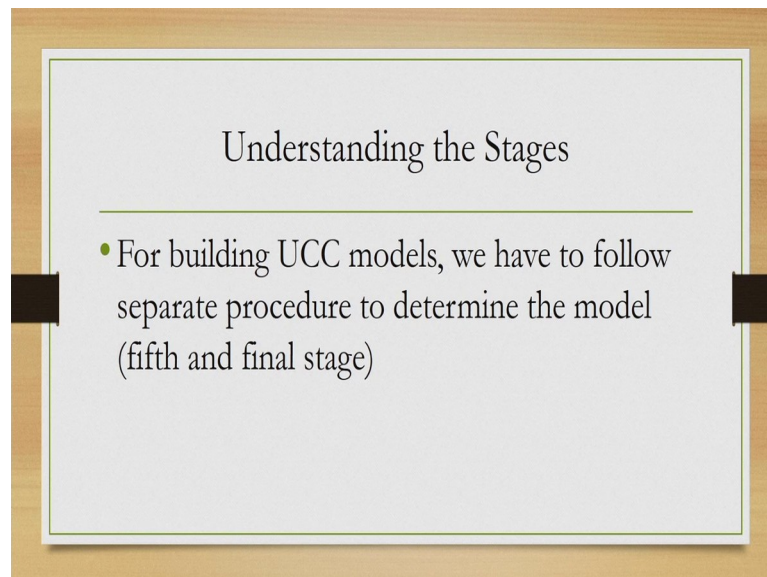 Understanding the Stages
• For building UCC models, we have to follow
separate procedure to determine the model
(fifth and final stage)